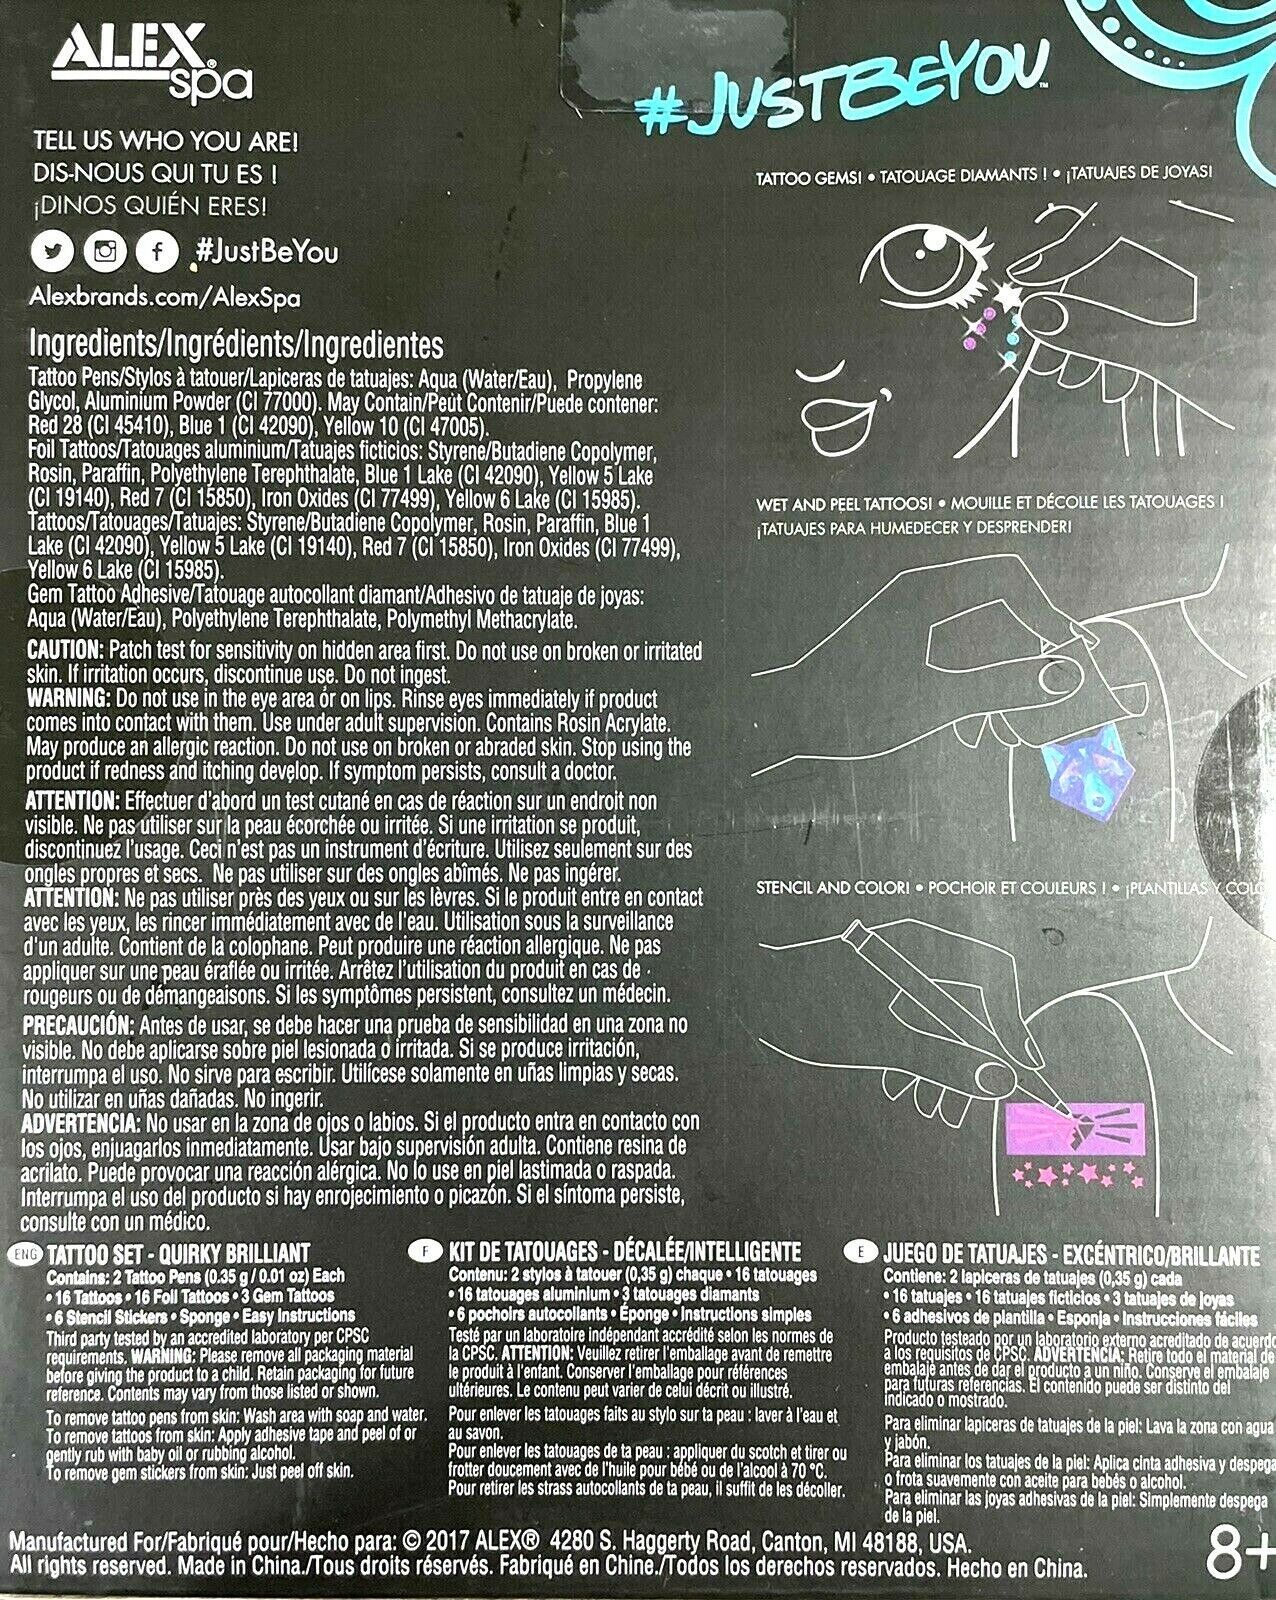 ALEX®
spa
#JUSTBEYOU™
TELL US WHO YOU ARE!
DIS-NOUS QUI TU ES !
¡DINOS QUIÉN ERES!
#JustBeYou
Alexbrands.com/AlexSpa
Ingredients/Ingrédients/Ingredientes
Tattoo Pens/Stylos à tatouer/Lapiceras de tatuajes: Aqua (Water/Eau), Propylene
Glycol, Aluminium Powder (CI 77000). May Contain/Peut Contenir/Puede contener:
Red 28 (CI 45410), Blue 1 (CI 42090), Yellow 10 (CI 47005).
Foil Tattoos/Tatouages aluminium/Tatuajes ficticios: Styrene/Butadiene Copolymer,
Rosin, Paraffin, Polyethylene Terephthalate, Blue 1 Lake (CI 42090), Yellow 5 Lake
(CI 19140), Red 7 (CI 15850), Iron Oxides (CI 77499), Yellow 6 Lake (CI 15985).
Tattoos/Tatouages/Tatuajes: Styrene/Butadiene Copolymer, Rosin, Paraffin, Blue 1
Lake (CI 42090), Yellow 5 Lake (CI 19140), Red 7 (CI 15850), Iron Oxides (CI 77499),
Yellow 6 Lake (CI 15985).
Gem Tattoo Adhesive/Tatouage autocollant diamant/Adhesivo de tatuaje de joyas:
Aqua (Water/Eau), Polyethylene Terephthalate, Polymethyl Methacrylate.
CAUTION: Patch test for sensitivity on hidden area first. Do not use on broken or irritated
skin. If irritation occurs, discontinue use. Do not ingest.
WARNING: Do not use in the eye area or on lips. Rinse eyes immediately if product
comes into contact with them. Use under adult supervision. Contains Rosin Acrylate.
May produce an allergic reaction. Do not use on broken or abraded skin. Stop using the
product if redness and itching develop. If symptom persists, consult a doctor.
ATTENTION: Effectuer d'abord un test cutané en cas de réaction sur un endroit non
visible. Ne pas utiliser sur la peau écorchée ou irritée. Si une irritation se produit,
discontinuez l'usage. Ceci n'est pas un instrument d'écriture. Utilisez seulement sur des
ongles propres et secs. Ne pas utiliser sur des ongles abîmés. Ne pas ingérer.
ATTENTION: Ne pas utiliser près des yeux ou sur les lèvres. Si le produit entre en contact
avec les yeux, les rincer immédiatement avec de l'eau. Utilisation sous la surveillance
d'un adulte. Contient de la colophane. Peut produire une réaction allergique. Ne pas
appliquer sur une peau éraflée ou irritée. Arrêtez l'utilisation du produit en cas de
rougeurs ou de démangeaisons. Si les symptômes persistent, consultez un médecin.
PRECAUCIÓN: Antes de usar, se debe hacer una prueba de sensibilidad en una zona no
visible. No debe aplicarse sobre piel lesionada o irritada. Si se produce irritación,
interrumpa el uso. No sirve para escribir. Utilícese solamente en uñas limpias y secas.
No utilizar en uñas dañadas. No ingerir.
ADVERTENCIA: No usar en la zona de ojos o labios. Si el producto entra en contacto con
los ojos, enjuagarlos inmediatamente. Usar bajo supervisión adulta. Contiene resina de
acrilato. Puede provocar una reacción alérgica. No lo use en piel lastimada o raspada.
Interrumpa el uso del producto si hay enrojecimiento o picazón. Si el síntoma persiste,
consulte con un médico.
TATTOO GEMS! • TATOUAGE DIAMANTS ! • ¡TATUAJES DE JOYAS!
WET AND PEEL TATTOOS! • MOUILLE ET DÉCOLLE LES TATOUAGES !
¡TATUAJES PARA HUMEDECER Y DESPRENDER!
STENCIL AND COLOR! • POCHOIR ET COULEURS ! • ¡PLANTILLAS Y COLO
ENG TATTOO SET - QUIRKY BRILLIANT
Contains: 2 Tattoo Pens (0.35 g / 0.01 oz) Each
• 16 Tattoos • 16 Foil Tattoos • 3 Gem Tattoos
• 6 Stencil Stickers • Sponge • Easy Instructions
Third party tested by an accredited laboratory per CPSC
requirements. WARNING: Please remove all packaging material
before giving the product to a child. Retain packaging for future
reference. Contents may vary from those listed or shown.
To remove tattoo pens from skin: Wash area with soap and water.
To remove tattoos from skin: Apply adhesive tape and peel of or
gently rub with baby oil or rubbing alcohol.
To remove gem stickers from skin: Just peel off skin.
F KIT DE TATOUAGES - DÉCALÉE/INTELLIGENTE
Contenu: 2 stylos à tatouer (0,35 g) chaque • 16 tatouages
• 16 tatouages aluminium • 3 tatouages diamants
• 6 pochoirs autocollants • Éponge • Instructions simples
Testé par un laboratoire indépendant accrédité selon les normes de
la CPSC. ATTENTION: Veuillez retirer l'emballage avant de remettre
le produit à l'enfant. Conserver l'emballage pour références
ultérieures. Le contenu peut varier de celui décrit ou illustré.
Pour enlever les tatouages faits au stylo sur ta peau : laver à l'eau et
au savon.
Pour enlever les tatouages de ta peau : appliquer du scotch et tirer ou
frotter doucement avec de l'huile pour bébé ou de l'alcool à 70 °C.
Pour retirer les strass autocollants de ta peau, il suffit de les décoller.
E JUEGO DE TATUAJES - EXCÉNTRICO/BRILLANTE
Contiene: 2 lapiceras de tatuajes (0,35 g) cada
• 16 tatuajes • 16 tatuajes ficticios • 3 tatuajes de joyas
• 6 adhesivos de plantilla • Esponja • Instrucciones fáciles
Producto testeado por un laboratorio externo acreditado de acuerdo
a los requisitos de CPSC. ADVERTENCIA: Retire todo el material de
embalaje antes de dar el producto a un niño. Conserve el embalaje
para futuras referencias. El contenido puede ser distinto del
indicado o mostrado.
Para eliminar lapiceras de tatuajes de la piel: Lava la zona con agua
y jabón.
Para eliminar los tatuajes de la piel: Aplica cinta adhesiva y despega
o frota suavemente con aceite para bebés o alcohol.
Para eliminar las joyas adhesivas de la piel: Simplemente despega
de la piel.
Manufactured For/Fabriqué pour/Hecho para: © 2017 ALEX® 4280 S. Haggerty Road, Canton, MI 48188, USA.
All rights reserved. Made in China./Tous droits réservés. Fabriqué en Chine./Todos los derechos reservados. Hecho en China.
8+